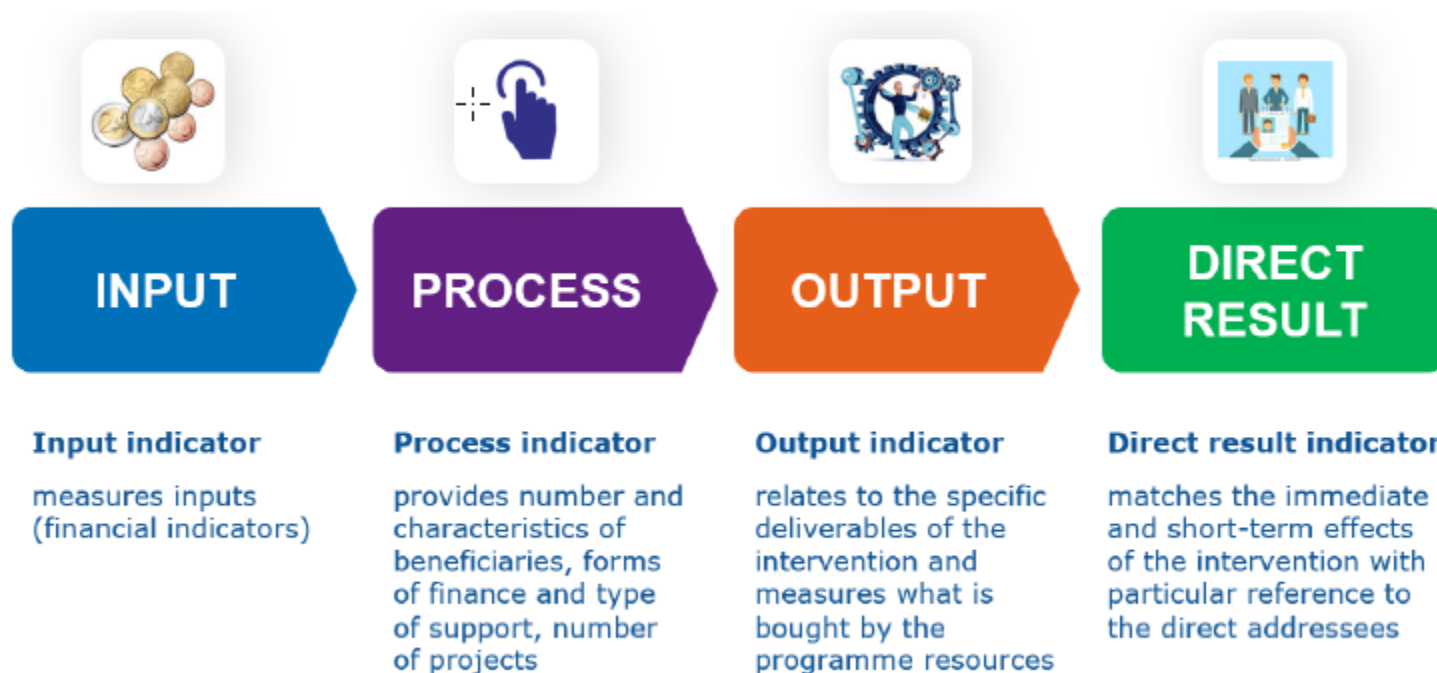 INPUT
PROCESS
OUTPUT
DIRECT
RESULT
Input indicator
measures inputs
(financial indicators)
Process indicator
provides number and
characteristics of
beneficiaries, forms
of finance and type
of support, number
of projects
Output indicator
relates to the specific
deliverables of the
intervention and
measures what is
bought by the
programme resources
Direct result indicator
matches the immediate
and short-term effects
of the intervention with
particular reference to
the direct addressees